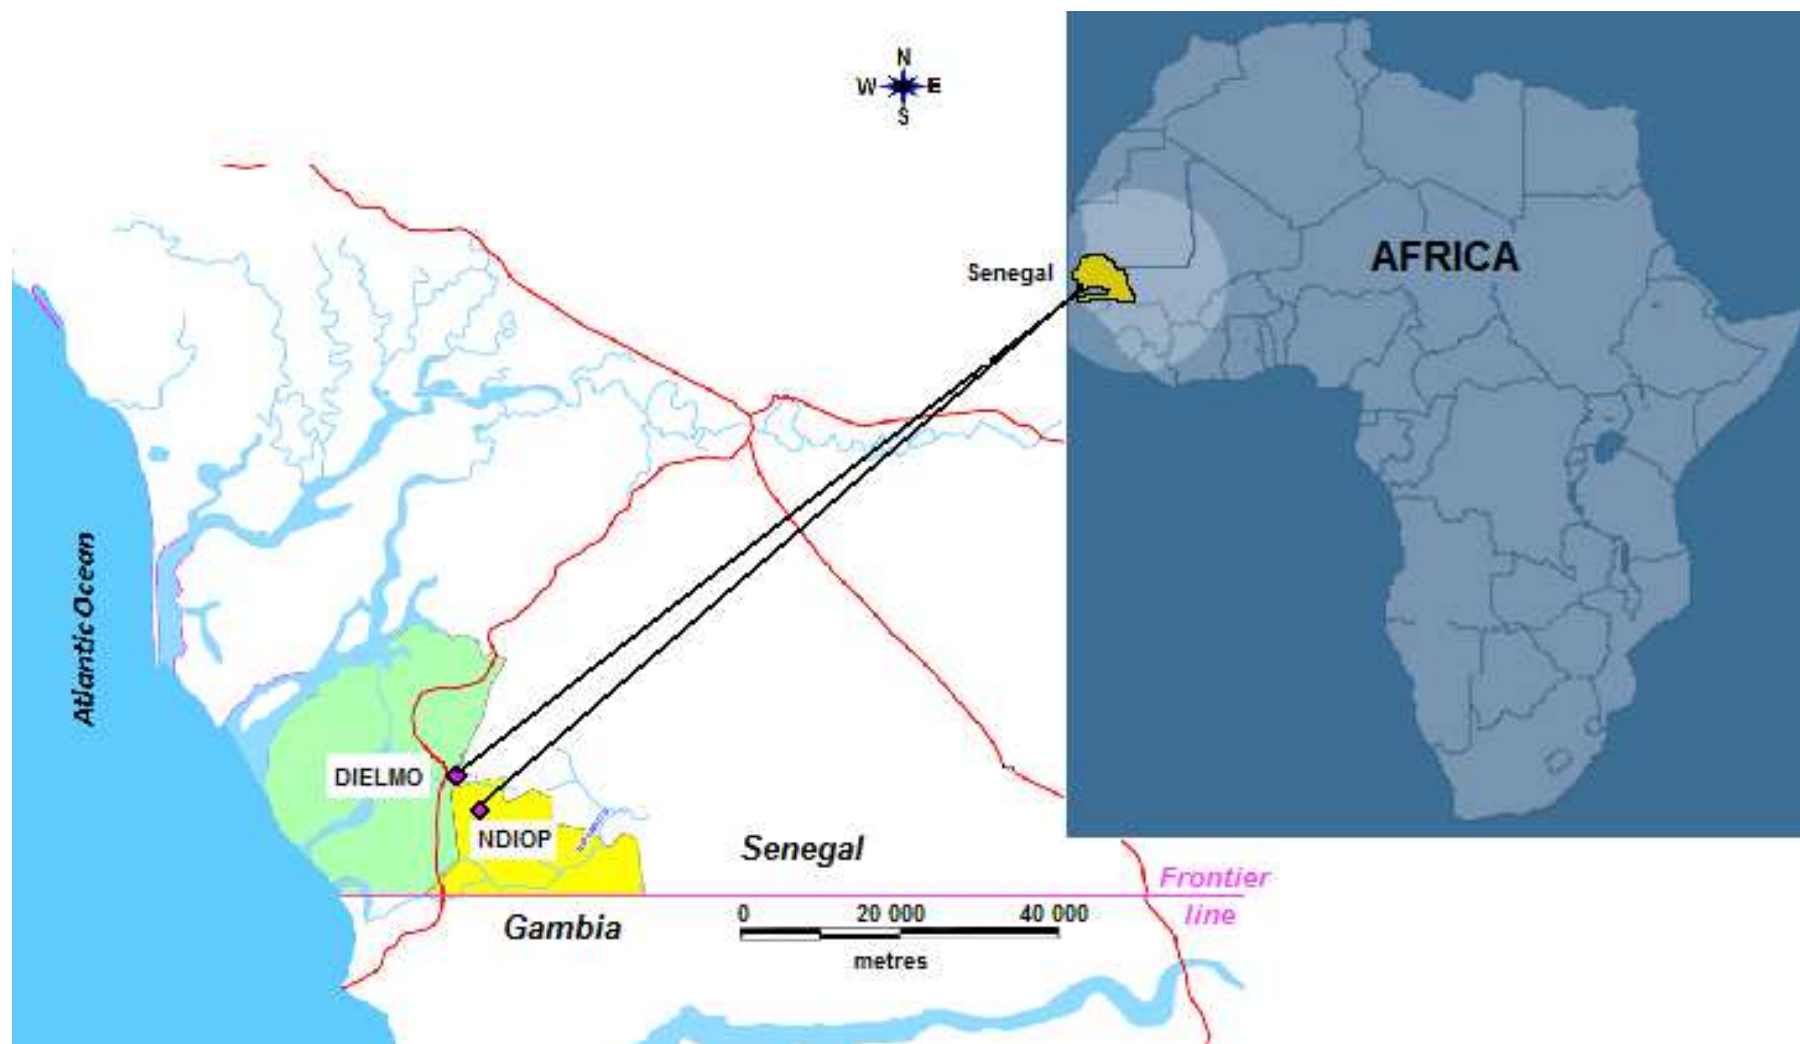 N
W E
S
AFRICA
Senegal
Atlantic Ocean
DIELMO
NDIOP
Senegal
Frontier
line
Gambia
0 20 000 40 000
metres